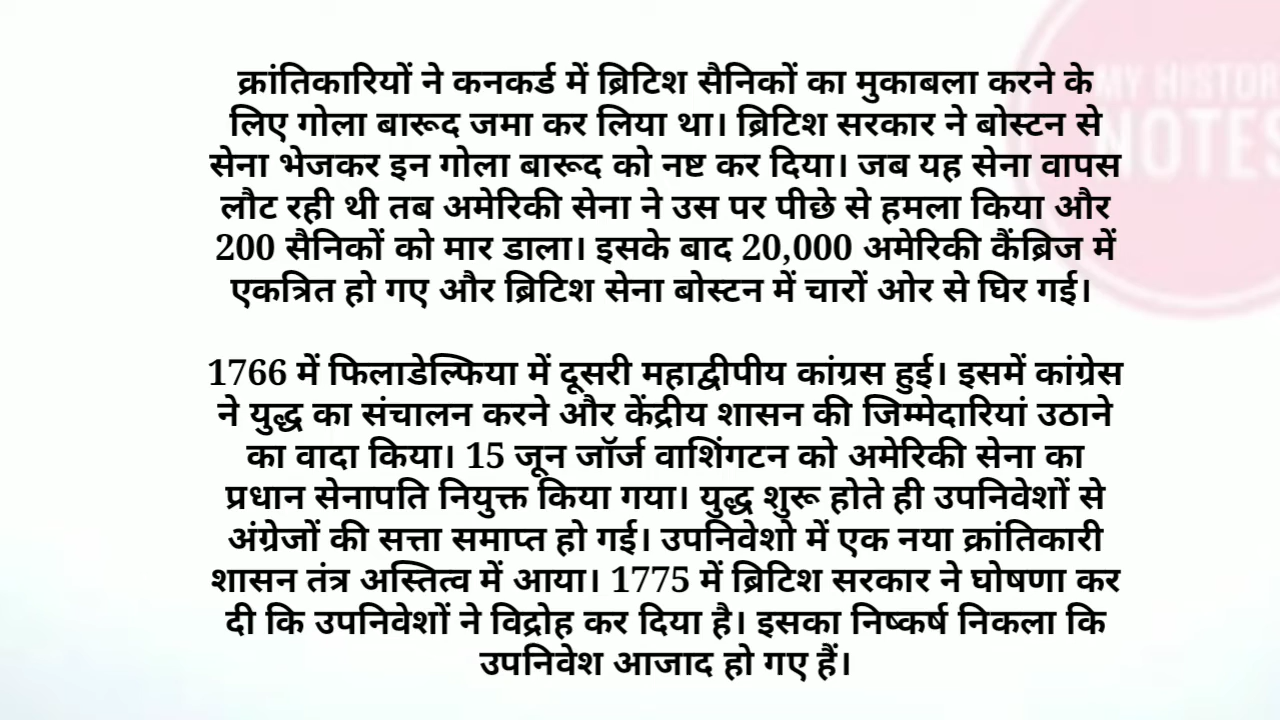 क्रांतिकारियों ने कनकर्ड में ब्रिटिश सैनिकों का मुकाबला करने के
लिए गोला बारूद जमा कर लिया था। ब्रिटिश सरकार ने बोस्टन से
सेना भेजकर इन गोला बारूद को नष्ट कर दिया। जब यह सेना वापस
लौट रही थी तब अमेरिकी सेना ने उस पर पीछे से हमला किया और
200 सैनिकों को मार डाला। इसके बाद 20,000 अमेरिकी कैंब्रिज में
एकत्रित हो गए और ब्रिटिश सेना बोस्टन में चारों ओर से घिर गई।
1766 में फिलाडेल्फिया में दूसरी महाद्वीपीय कांग्रस हुई। इसमें कांग्रेस
ने युद्ध का संचालन करने और केंद्रीय शासन की जिम्मेदारियां उठाने
का वादा किया। 15 जून जॉर्ज वाशिंगटन को अमेरिकी सेना का
प्रधान सेनापति नियुक्त किया गया। युद्ध शुरू होते ही उपनिवेशों से
अंग्रेजों की सत्ता समाप्त हो गई। उपनिवेशो में एक नया क्रांतिकारी
शासन तंत्र अस्तित्व में आया। 1775 में ब्रिटिश सरकार ने घोषणा कर
दी कि उपनिवेशों ने विद्रोह कर दिया है। इसका निष्कर्ष निकला कि
उपनिवेश आजाद हो गए हैं।
MY HISTOR
NOTES